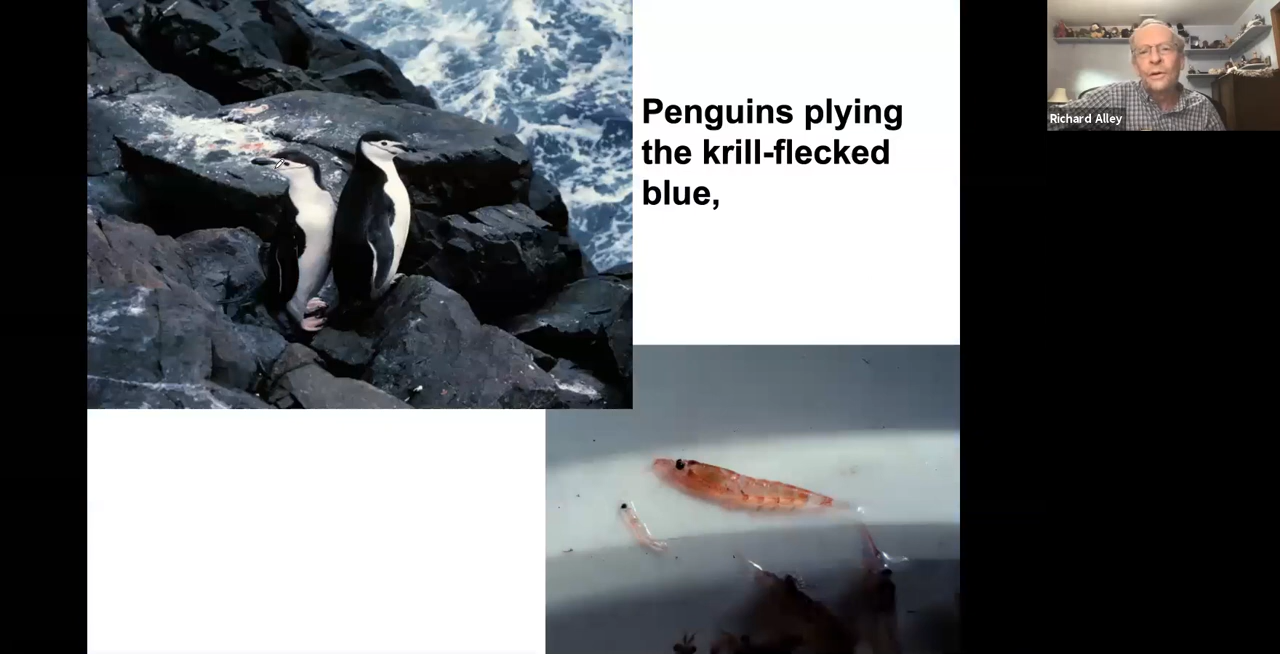 Penguins plying
the krill-flecked
blue,
Richard Alley